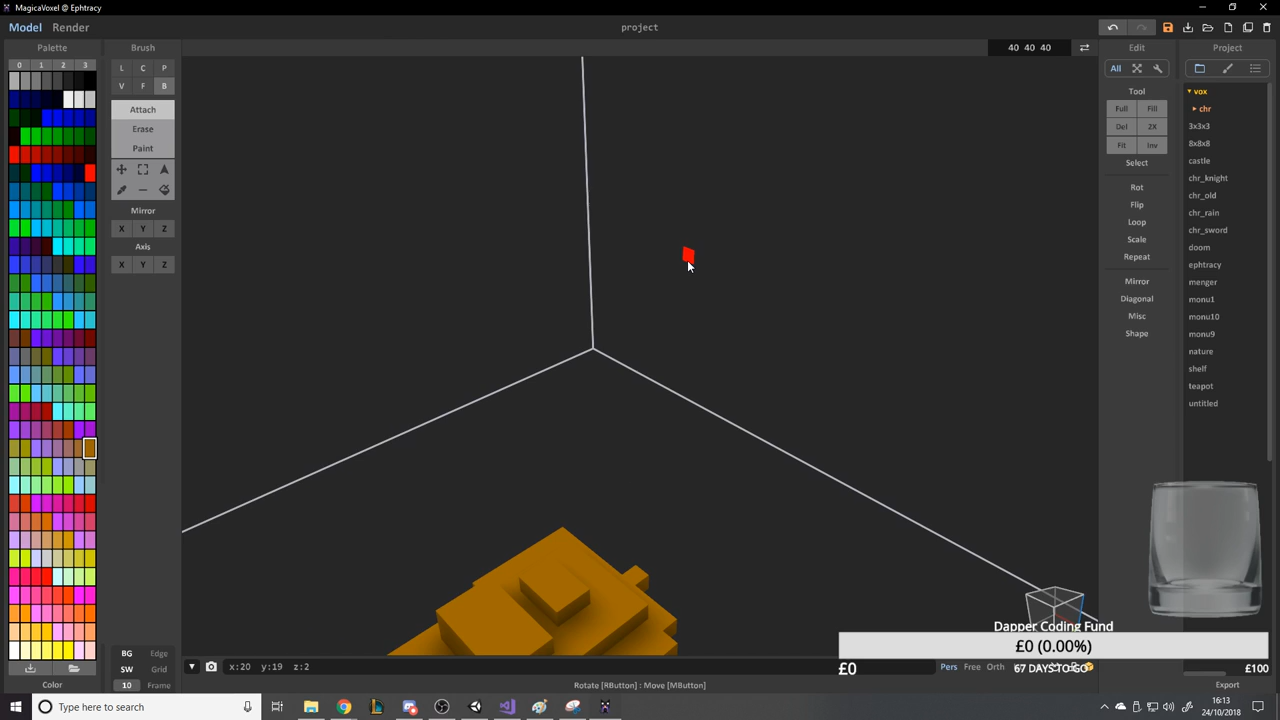 MagicaVoxel @ Ephtracy
Model Render
project
Palette
Brush
40 40 40
Edit
Project
0 1 2 3
L C P
V F B
All
Attach
Erase
Paint
Mirror
X Y Z
Axis
X Y Z
Tool
Full Fill
Del 2X
Fit Inv
Select
Rot
Flip
Loop
Scale
Repeat
Mirror
Diagonal
Misc
Shape
vox
chr
3x3x3
8x8x8
castle
chr_knight
chr_old
chr_rain
chr_sword
doom
ephtracy
menger
monu1
monu10
monu9
nature
shelf
teapot
untitled
Dapper Coding Fund
£0 (0.00%)
£0
67 DAYS TO GO
£100
BG Edge
SW Grid
10 Frame
x:20 y:19 z:2
Pers Free Orth
Color
Rotate [RButton] : Move [MButton]
Export
Type here to search
16:13
24/10/2018